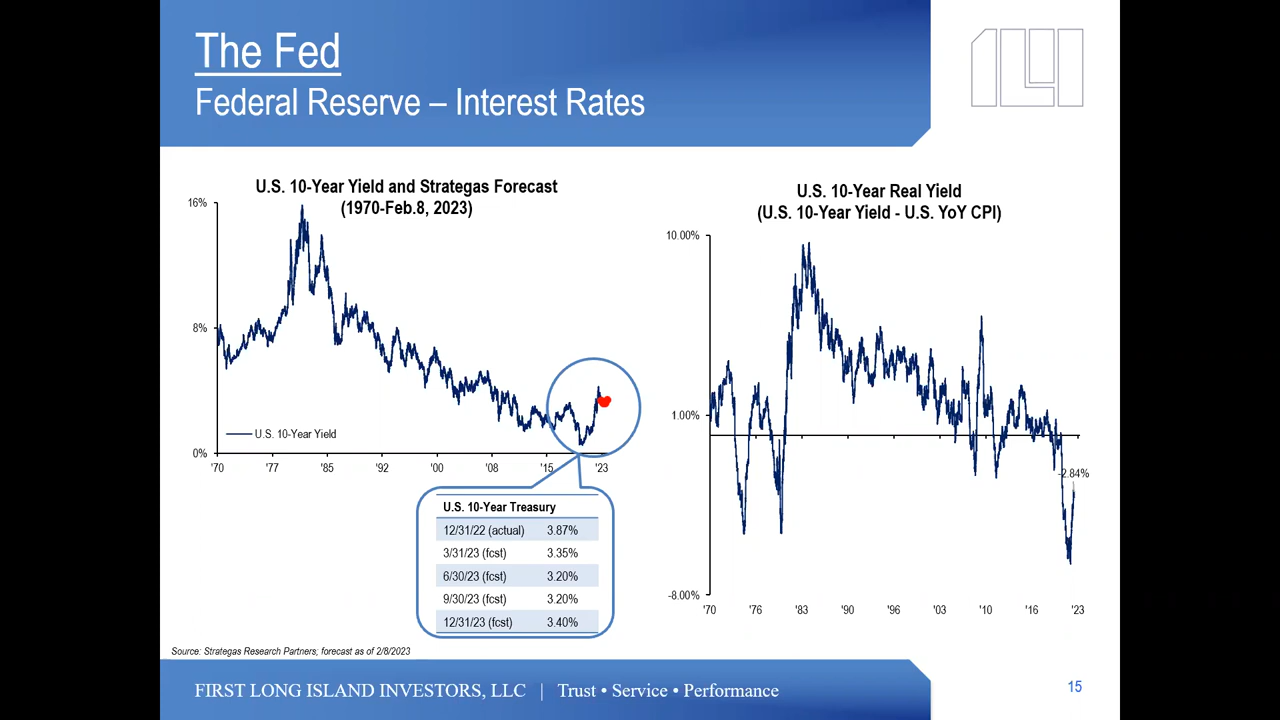 The Fed
Federal Reserve – Interest Rates
U.S. 10-Year Yield and Strategas Forecast
(1970-Feb.8, 2023)
16%
8%
0%
U.S. 10-Year Yield
'70 '77 '85 '92 '00 '08 '15 '23
U.S. 10-Year Treasury
12/31/22 (actual) 3.87%
3/31/23 (fcst) 3.35%
6/30/23 (fcst) 3.20%
9/30/23 (fcst) 3.20%
12/31/23 (fcst) 3.40%
U.S. 10-Year Real Yield
(U.S. 10-Year Yield - U.S. YoY CPI)
10.00%
1.00%
-2.84%
-8.00%
'70 '76 '83 '90 '96 '03 '10 '16 '23
Source: Strategas Research Partners; forecast as of 2/8/2023
FIRST LONG ISLAND INVESTORS, LLC | Trust • Service • Performance
15